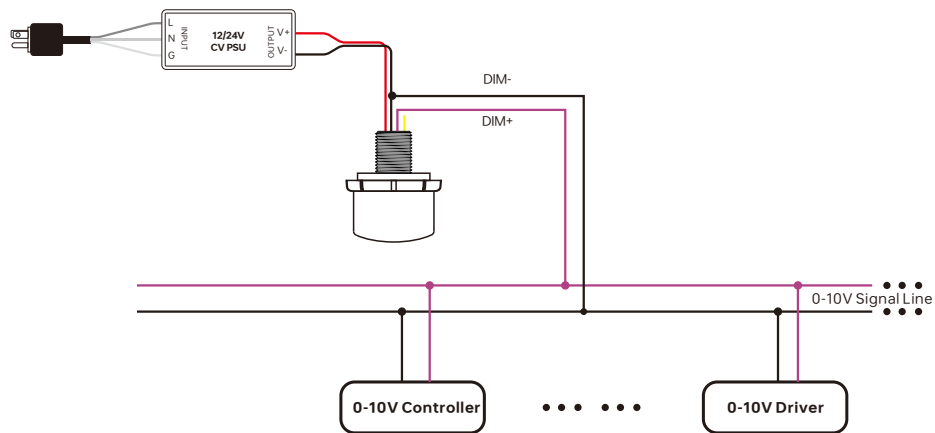 L
N
G
INPUT
12/24V
CV PSU
OUTPUT
V+
V-
DIM-
DIM+
0-10V Signal Line
0-10V Controller
0-10V Driver